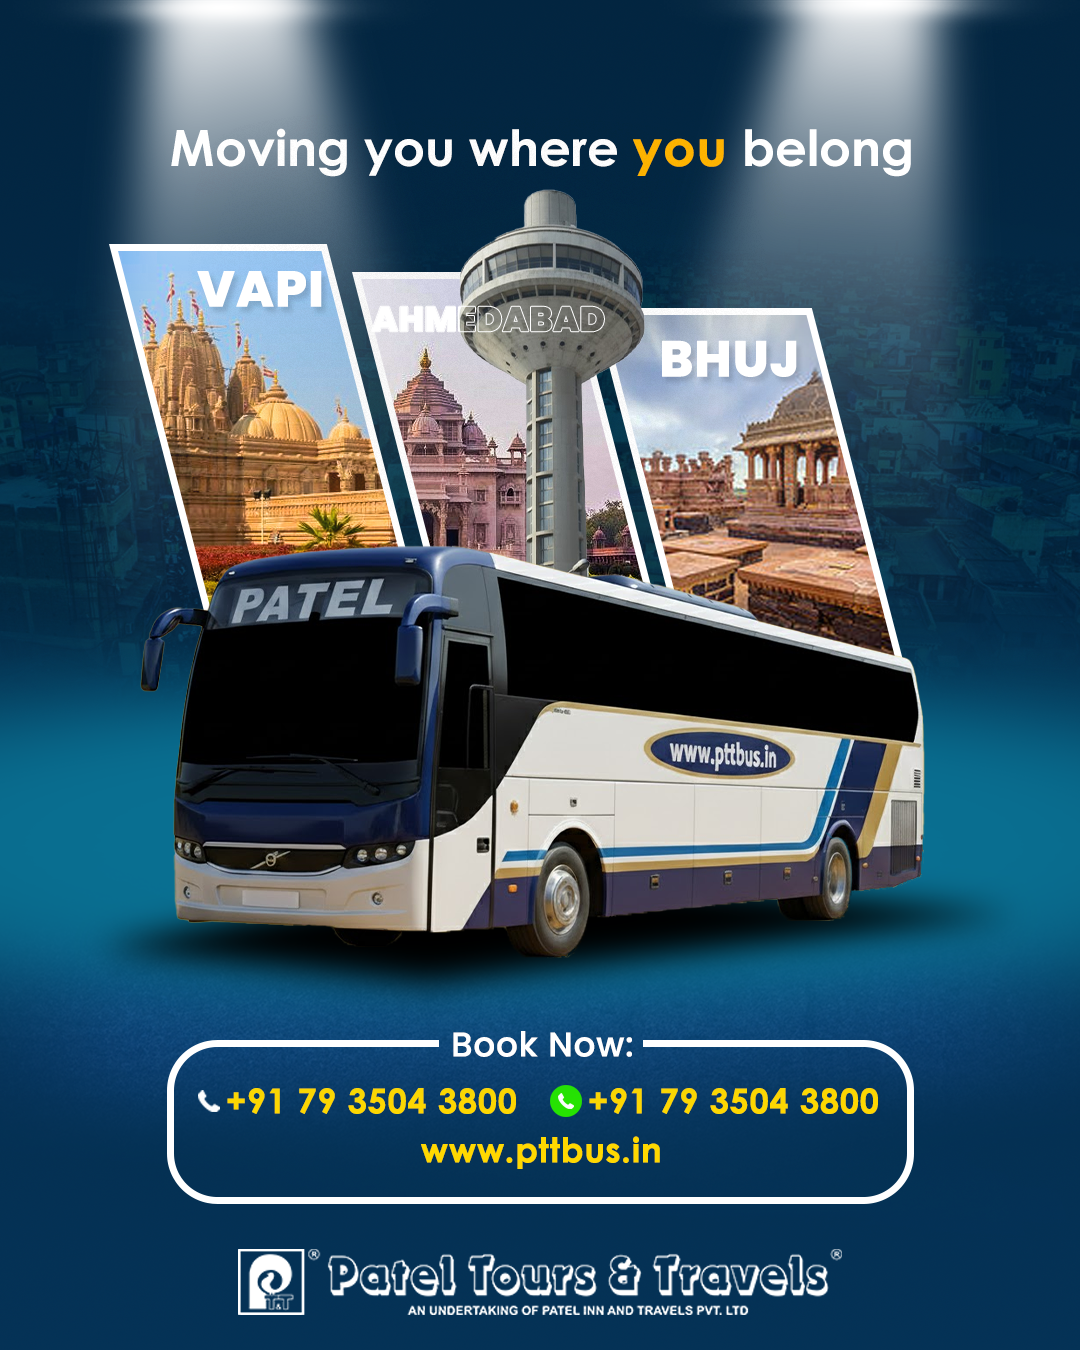 Moving you where you belong
VAPI
AHMEDABAD
BHUJ
PATEL
www.pttbus.in
Book Now:
+91 79 3504 3800
+91 79 3504 3800
www.pttbus.in
PTT
® Patel Tours & Travels ®
AN UNDERTAKING OF PATEL INN AND TRAVELS PVT. LTD